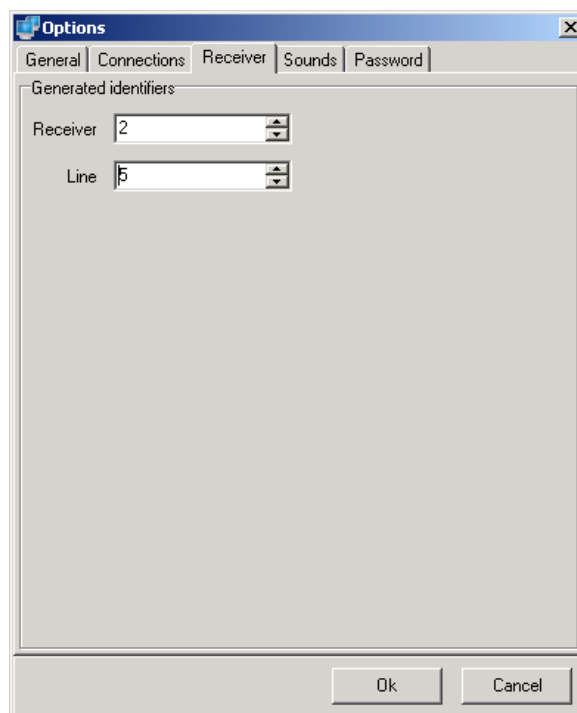 Options
General Connections Receiver Sounds Password
Generated identifiers
Receiver 2
Line 5
Ok Cancel